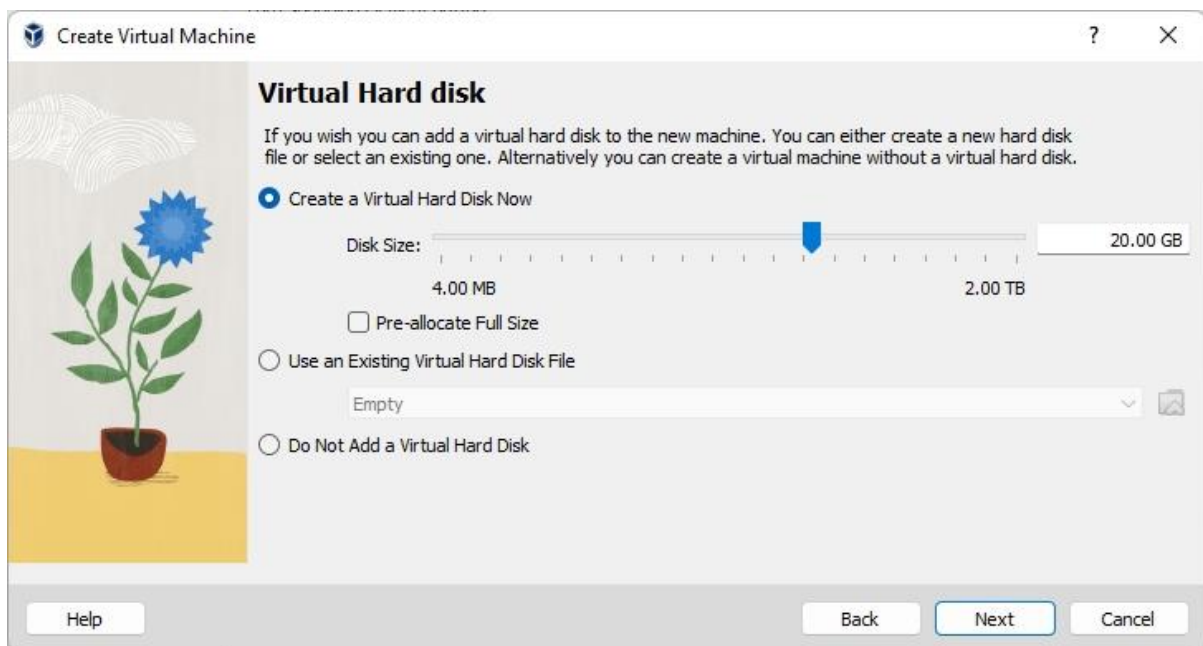 Create Virtual Machine
?
Virtual Hard disk
If you wish you can add a virtual hard disk to the new machine. You can either create a new hard disk
file or select an existing one. Alternatively you can create a virtual machine without a virtual hard disk.
Create a Virtual Hard Disk Now
Disk Size:
20.00 GB
4.00 MB
2.00 TB
Pre-allocate Full Size
Use an Existing Virtual Hard Disk File
Empty
Do Not Add a Virtual Hard Disk
Help
Back
Next
Cancel